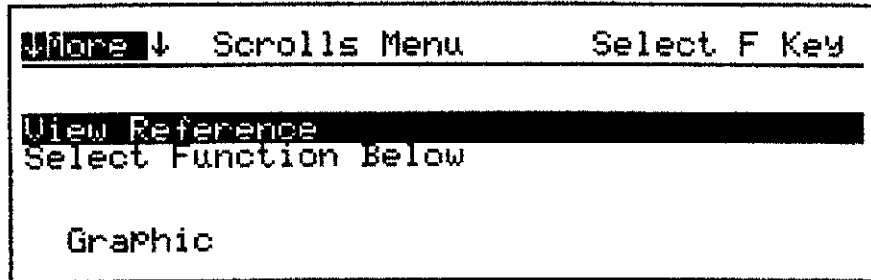 ↓More↓ Scrolls Menu Select F Key
View Reference
Select Function Below
Graphic